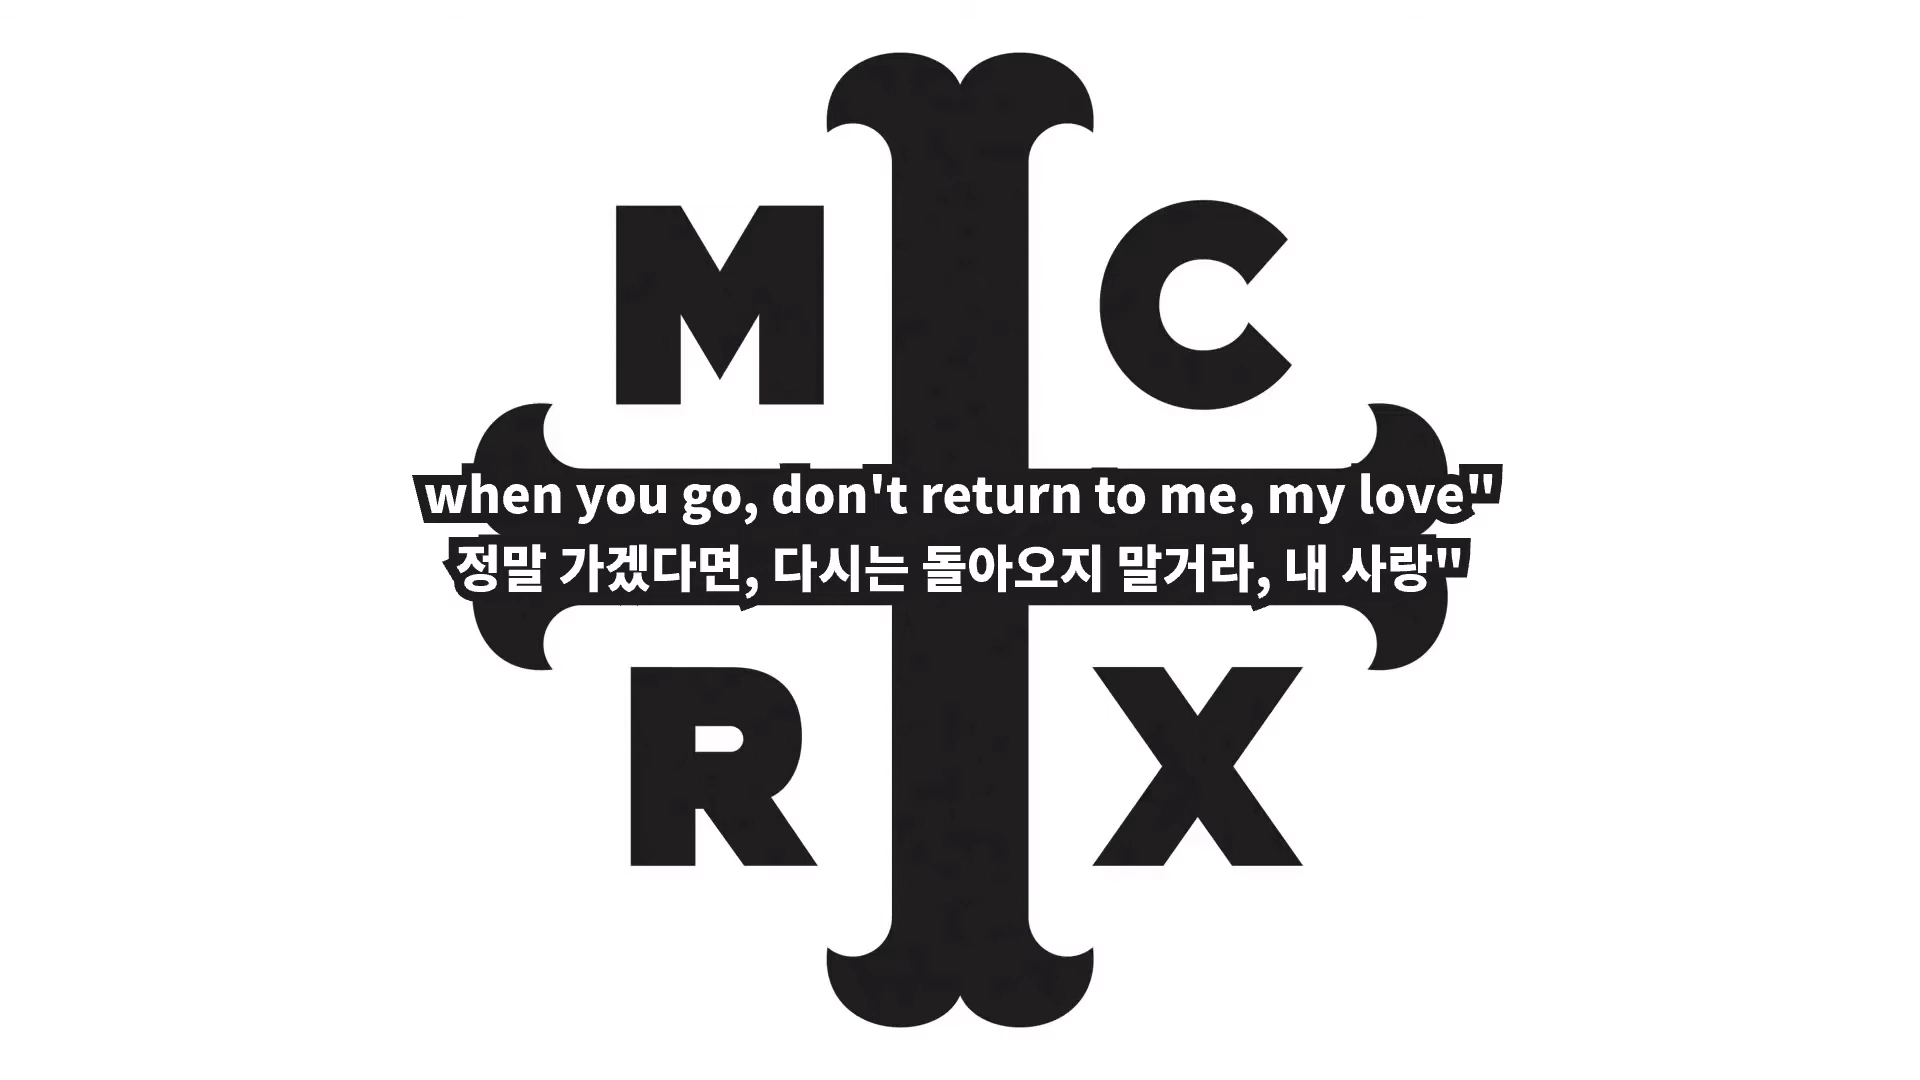 M C
when you go, don't return to me, my love"
정말 가겠다면, 다시는 돌아오지 말거라, 내 사랑"
R X